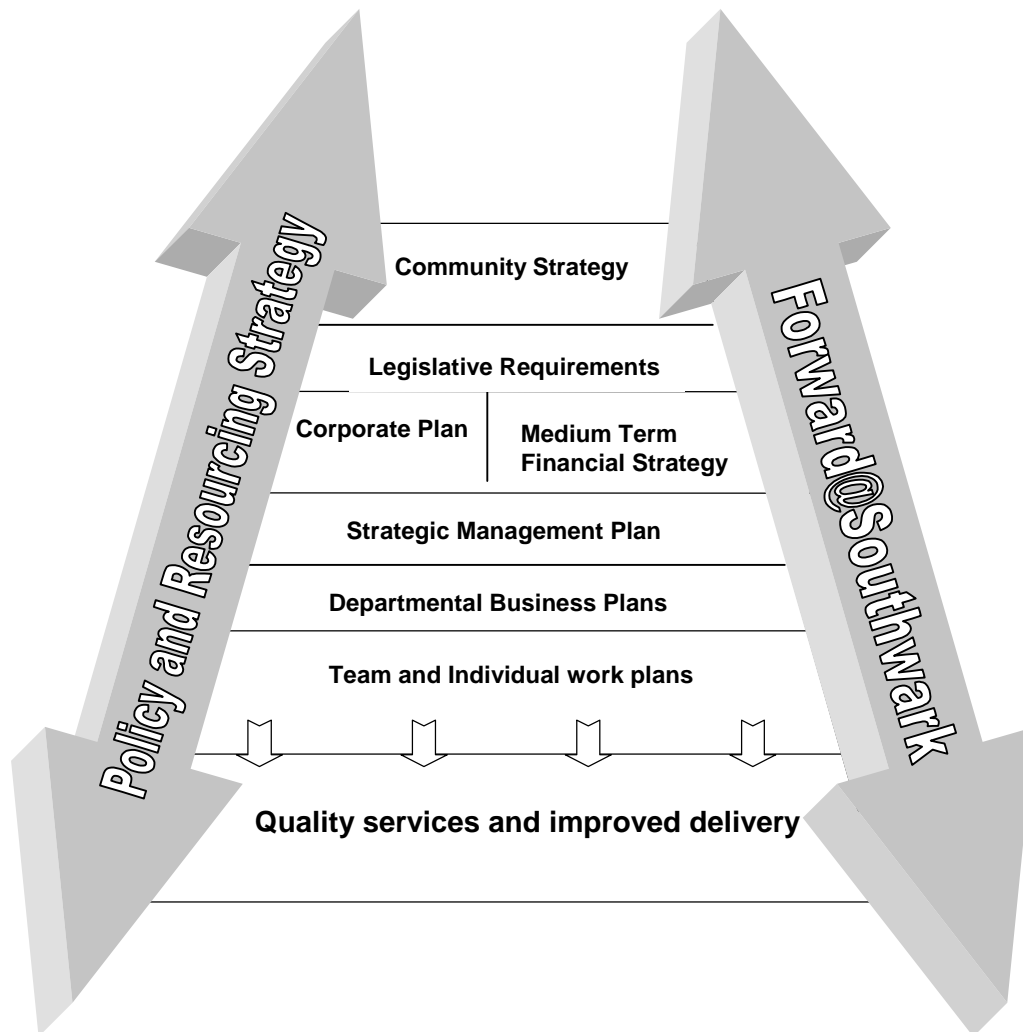 Policy and Resourcing Strategy
Forward@Southwark
Community Strategy
Legislative Requirements
Corporate Plan
Medium Term
Financial Strategy
Strategic Management Plan
Departmental Business Plans
Team and Individual work plans
Quality services and improved delivery